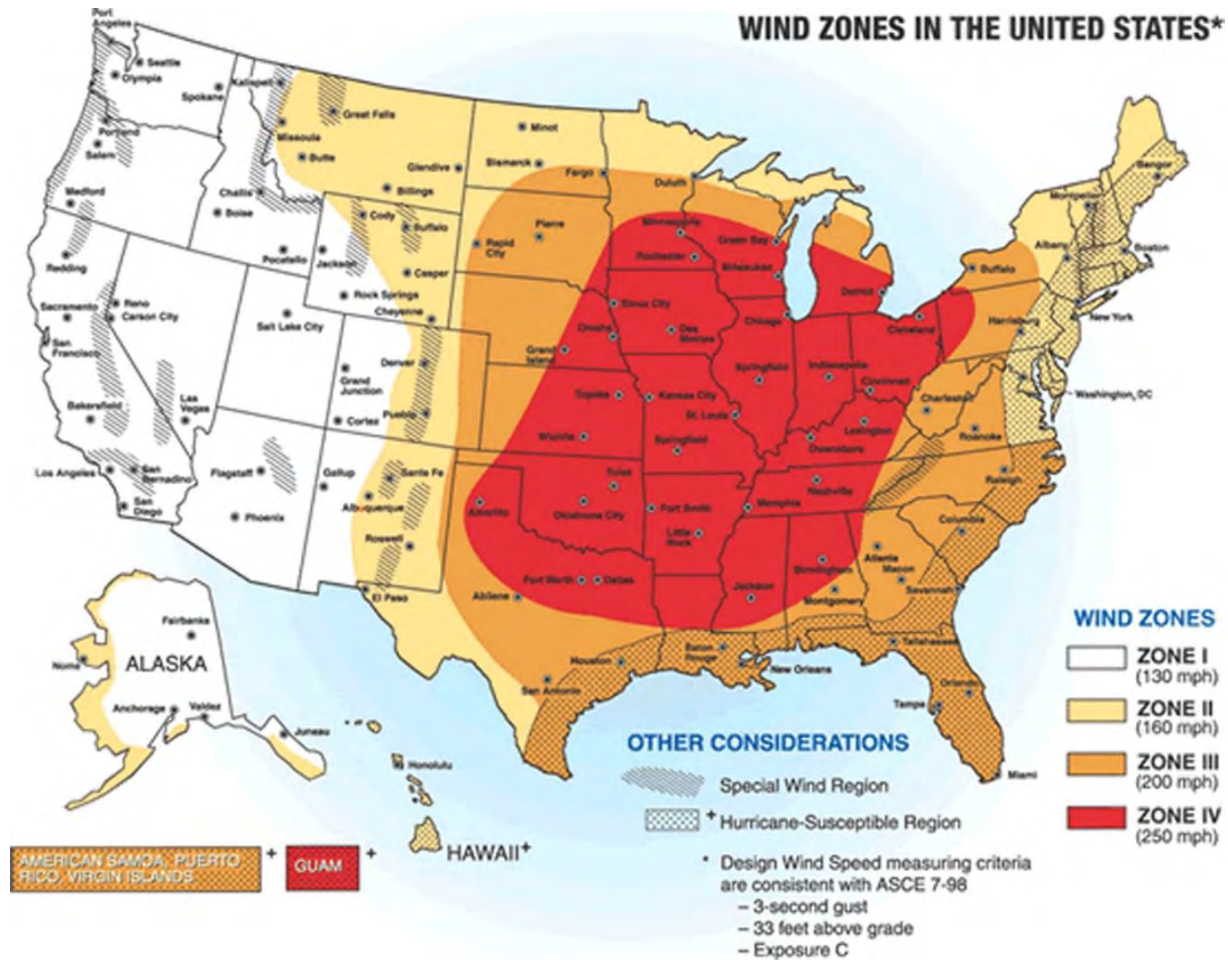 WIND ZONES IN THE UNITED STATES*
Port
Angeles
Seattle
Olympia
Spokane
Kalispell
Great Falls
Missoula
Butte
Glendive
Billings
Minot
Bismarck
Fargo
Duluth
Portland
Salem
Medford
Challis
Boise
Pocatello
Jackson
Cody
Buffalo
Casper
Rock Springs
Cheyenne
Rapid
City
Pierre
Minneapolis
Rochester
Green Bay
Milwaukee
Detroit
Buffalo
Albany
Montpelier
Bangor
Boston
New York
Harrisburg
Washington, DC
Redding
Reno
Carson City
Sacramento
San
Francisco
Salt Lake City
Denver
Grand
Junction
Pueblo
Cortez
Bakersfield
Las
Vegas
Los Angeles
San
Bernadino
San
Diego
Flagstaff
Phoenix
Gallup
Sante Fe
Albuquerque
Roswell
El Paso
Sioux City
Omaha
Des
Moines
Grand
Island
Chicago
Cleveland
Topeka
Kansas City
Springfield
Indianapolis
Cincinnati
Charleston
Wichita
St. Louis
Springfield
Lexington
Owensboro
Roanoke
Raleigh
Tulsa
Amarillo
Oklahoma City
Fort Smith
Little
Rock
Memphis
Nashville
Columbia
Atlanta
Macon
Savannah
Birmingham
Montgomery
Jackson
Fort Worth
Dallas
Abilene
Houston
San Antonio
Baton
Rouge
New Orleans
Tallahassee
Orlando
Tampa
Miami
Fairbanks
Nome
ALASKA
Anchorage
Valdez
Juneau
Honolulu
HAWAII+
AMERICAN SAMOA, PUERTO
RICO, VIRGIN ISLANDS
+
GUAM
+
OTHER CONSIDERATIONS
Special Wind Region
+ Hurricane-Susceptible Region
* Design Wind Speed measuring criteria
are consistent with ASCE 7-98
– 3-second gust
– 33 feet above grade
– Exposure C
WIND ZONES
ZONE I
(130 mph)
ZONE II
(160 mph)
ZONE III
(200 mph)
ZONE IV
(250 mph)